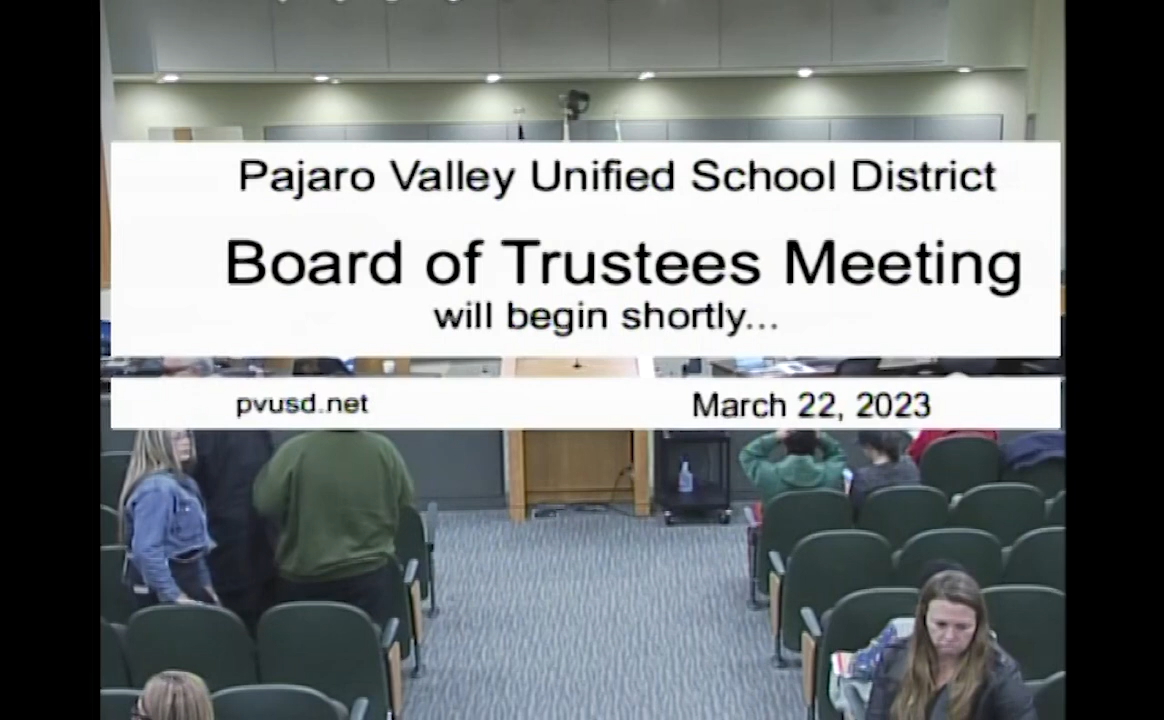 Pajaro Valley Unified School District
Board of Trustees Meeting
will begin shortly...
pvusd.net
March 22, 2023